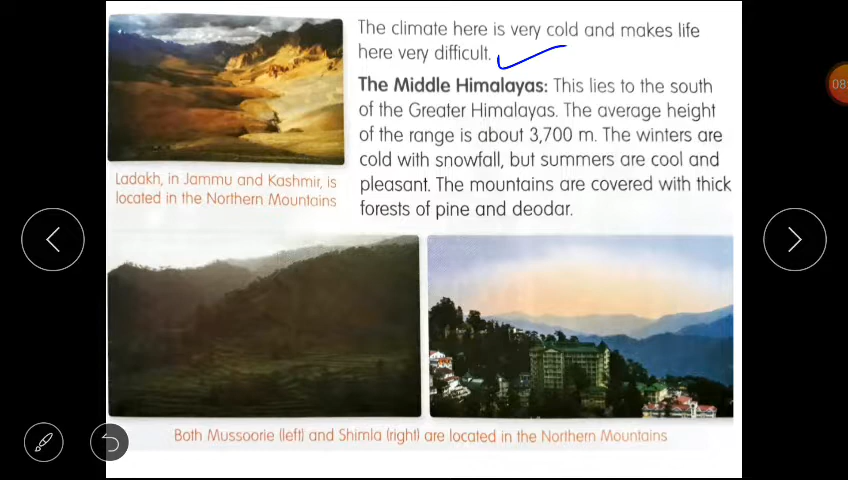 The climate here is very cold and makes life
here very difficult.
The Middle Himalayas: This lies to the south
of the Greater Himalayas. The average height
of the range is about 3,700 m. The winters are
cold with snowfall, but summers are cool and
pleasant. The mountains are covered with thick
forests of pine and deodar.
Ladakh, in Jammu and Kashmir, is
located in the Northern Mountains
Both Mussoorie (left) and Shimla (right) are located in the Northern Mountains